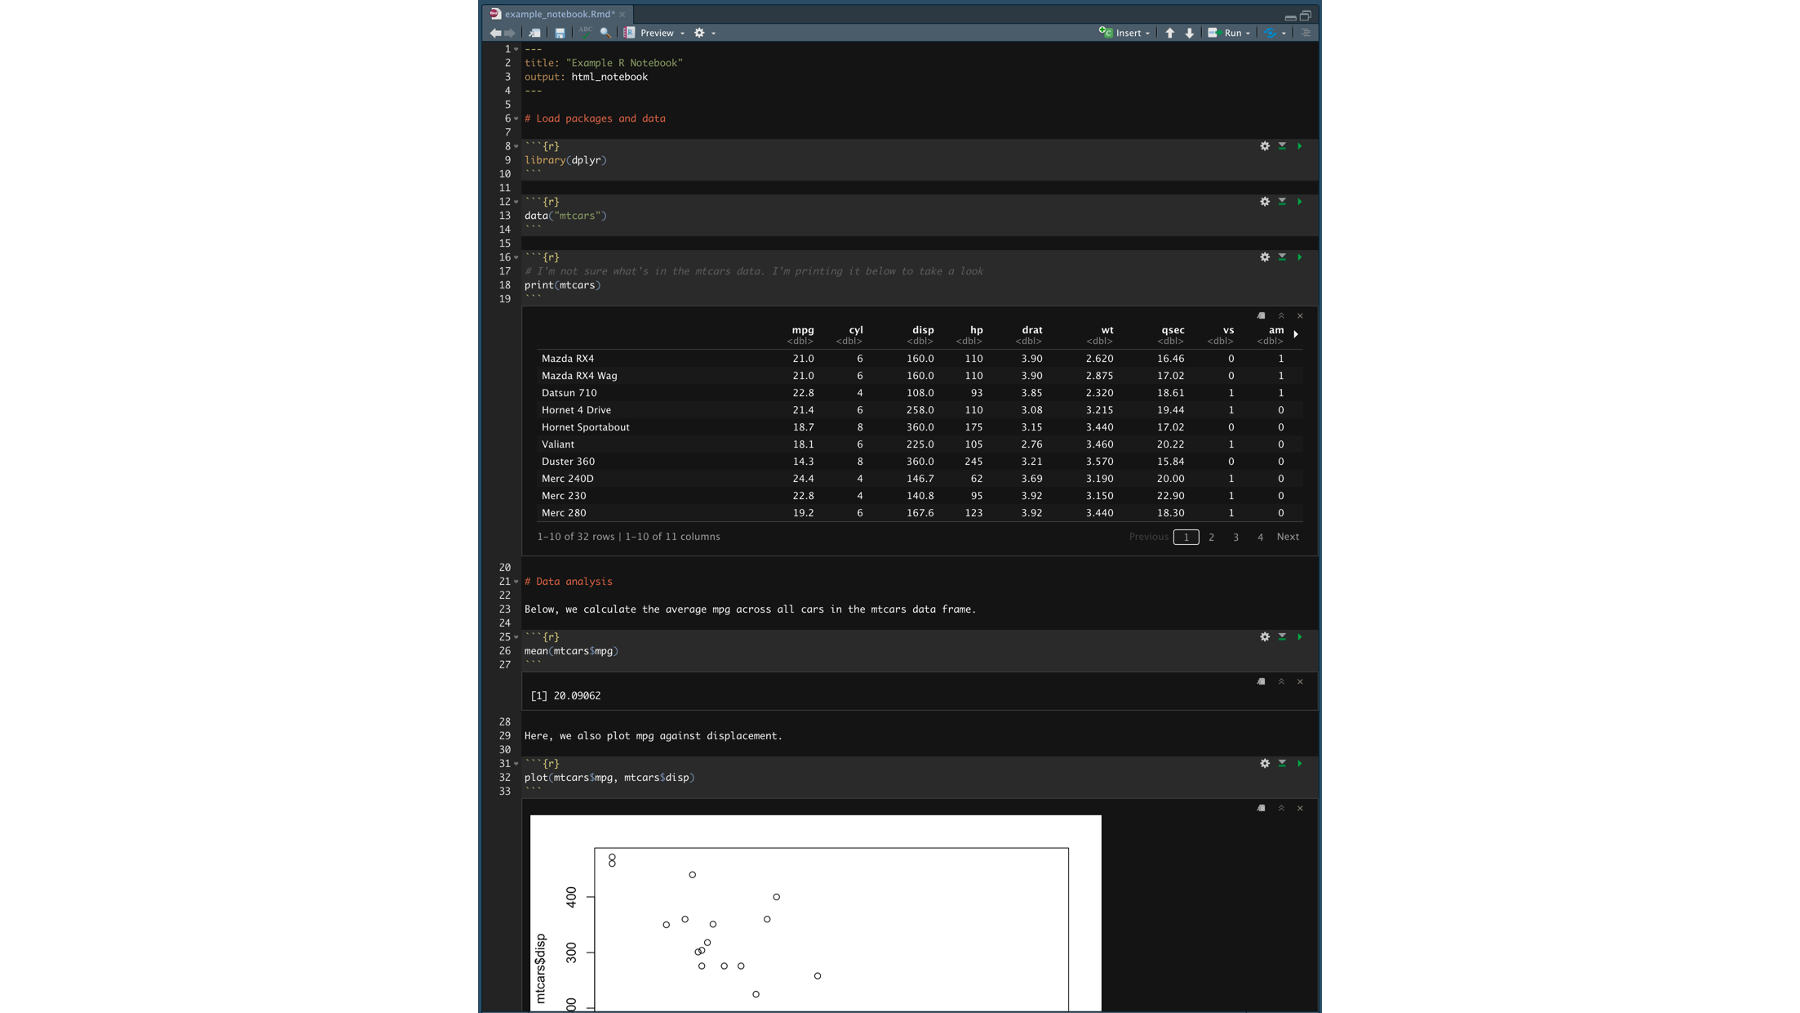 example_notebook.Rmd*
ABC Preview Insert Run
1 ---
2 title: "Example R Notebook"
3 output: html_notebook
4 ---
5
6 # Load packages and data
7
8 ```{r}
9 library(dplyr)
10 ```
11
12 ```{r}
13 data("mtcars")
14 ```
15
16 ```{r}
17 # I'm not sure what's in the mtcars data. I'm printing it below to take a look
18 print(mtcars)
19 ```
mpg cyl disp hp drat wt qsec vs am
<dbl> <dbl> <dbl> <dbl> <dbl> <dbl> <dbl> <dbl> <dbl>
Mazda RX4 21.0 6 160.0 110 3.90 2.620 16.46 0 1
Mazda RX4 Wag 21.0 6 160.0 110 3.90 2.875 17.02 0 1
Datsun 710 22.8 4 108.0 93 3.85 2.320 18.61 1 1
Hornet 4 Drive 21.4 6 258.0 110 3.08 3.215 19.44 1 0
Hornet Sportabout 18.7 8 360.0 175 3.15 3.440 17.02 0 0
Valiant 18.1 6 225.0 105 2.76 3.460 20.22 1 0
Duster 360 14.3 8 360.0 245 3.21 3.570 15.84 0 0
Merc 240D 24.4 4 146.7 62 3.69 3.190 20.00 1 0
Merc 230 22.8 4 140.8 95 3.92 3.150 22.90 1 0
Merc 280 19.2 6 167.6 123 3.92 3.440 18.30 1 0
1-10 of 32 rows | 1-10 of 11 columns Previous 1 2 3 4 Next
20
21 # Data analysis
22
23 Below, we calculate the average mpg across all cars in the mtcars data frame.
24
25 ```{r}
26 mean(mtcars$mpg)
27 ```
[1] 20.09062
28
29 Here, we also plot mpg against displacement.
30
31 ```{r}
32 plot(mtcars$mpg, mtcars$disp)
33 ```
400
300
mtcars$disp